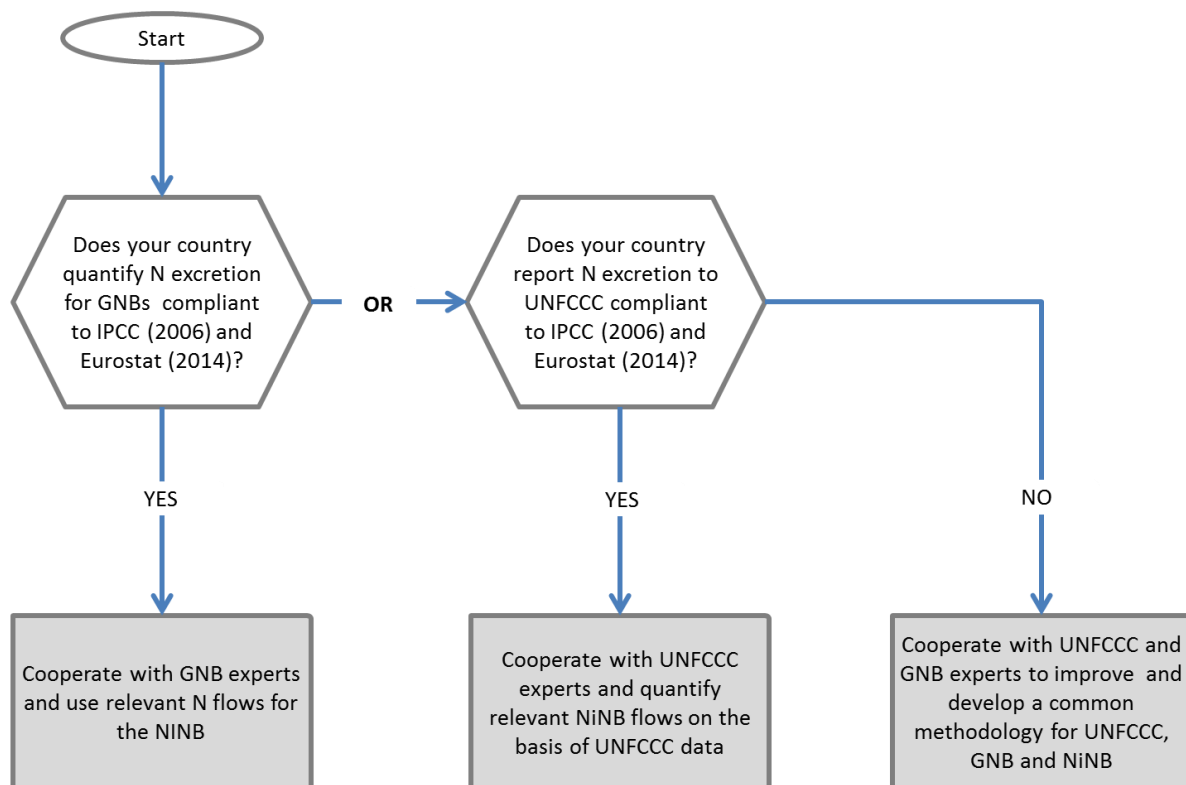 Start
Does your country
quantify N excretion
for GNBs compliant
to IPCC (2006) and
Eurostat (2014)?
OR
Does your country
report N excretion to
UNFCCC compliant
to IPCC (2006) and
Eurostat (2014)?
YES
YES
NO
Cooperate with GNB experts
and use relevant N flows for
the NINB
Cooperate with UNFCCC
experts and quantify
relevant NiNB flows on the
basis of UNFCCC data
Cooperate with UNFCCC and
GNB experts to improve and
develop a common
methodology for UNFCCC,
GNB and NiNB